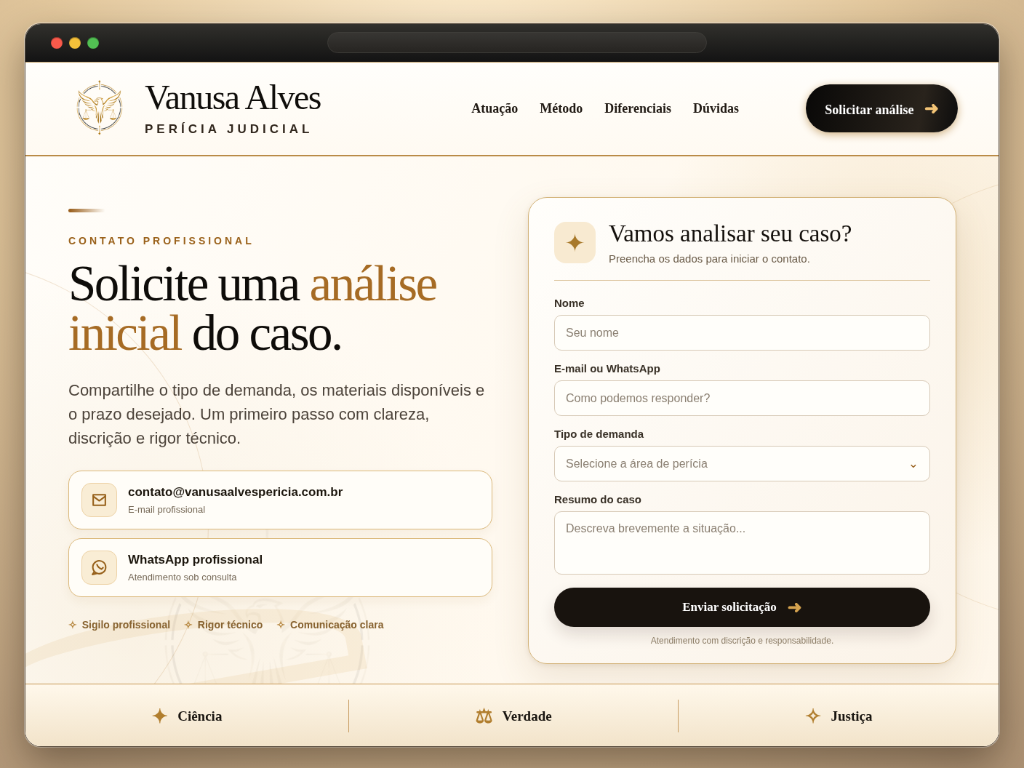 Vanusa Alves
PERÍCIA JUDICIAL
Atuação Método Diferenciais Dúvidas
Solicitar análise
CONTATO PROFISSIONAL
Solicite uma análise
inicial do caso.
Compartilhe o tipo de demanda, os materiais disponíveis e
o prazo desejado. Um primeiro passo com clareza,
discrição e rigor técnico.
contato@vanusaalvespericia.com.br
E-mail profissional
WhatsApp profissional
Atendimento sob consulta
Sigilo profissional Rigor técnico Comunicação clara
Vamos analisar seu caso?
Preencha os dados para iniciar o contato.
Nome
Seu nome
E-mail ou WhatsApp
Como podemos responder?
Tipo de demanda
Selecione a área de perícia
Resumo do caso
Descreva brevemente a situação...
Enviar solicitação
Atendimento com discrição e responsabilidade.
Ciência
Verdade
Justiça